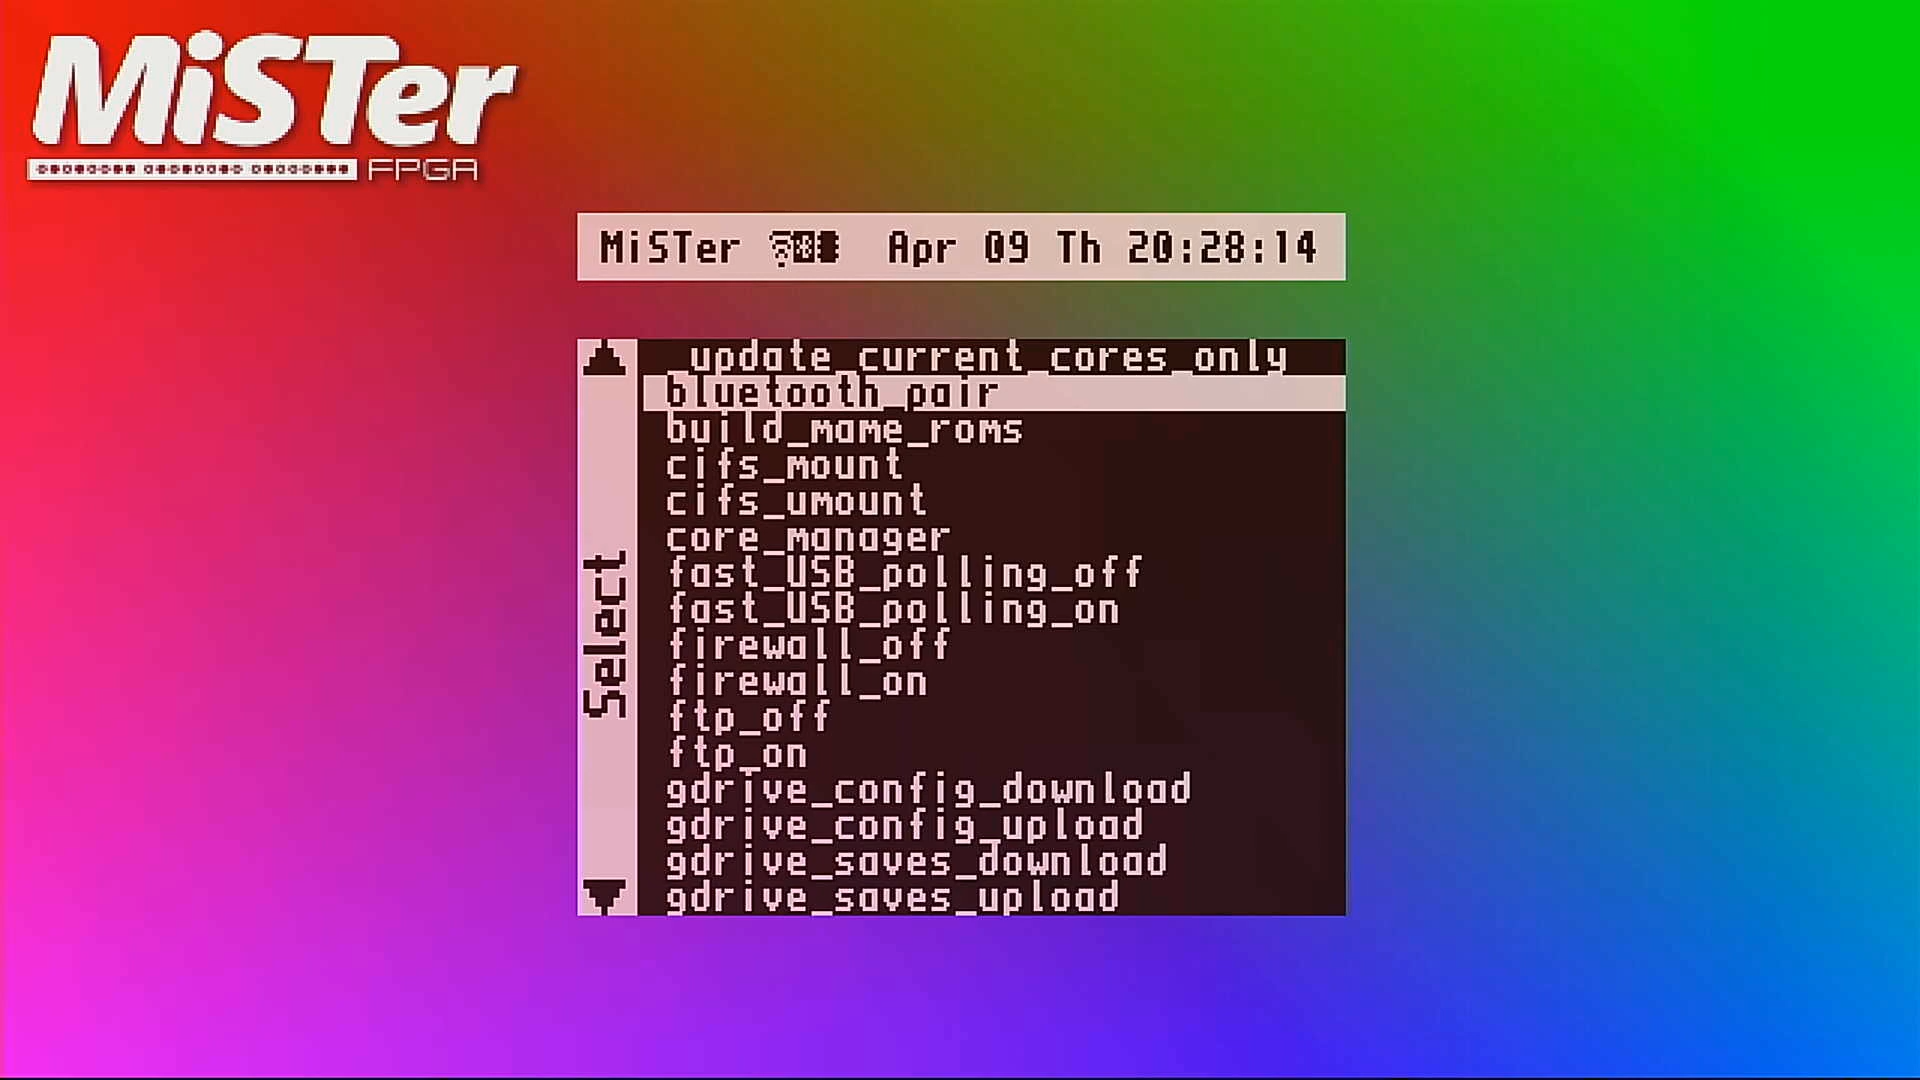 MiSTer
FPGA
MiSTer Apr 09 Th 20:28:14
Select
_update_current_cores_only
bluetooth_pair
build_mame_roms
cifs_mount
cifs_umount
core_manager
fast_USB_polling_off
fast_USB_polling_on
firewall_off
firewall_on
ftp_off
ftp_on
gdrive_config_download
gdrive_config_upload
gdrive_saves_download
gdrive_saves_upload